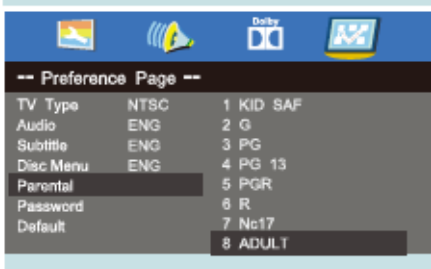 Dolby
-- Preference Page --
TV Type NTSC 1 KID SAF
Audio ENG 2 G
Subtitle ENG 3 PG
Disc Menu ENG 4 PG 13
Parental 5 PGR
Password 6 R
Default 7 Nc17
8 ADULT